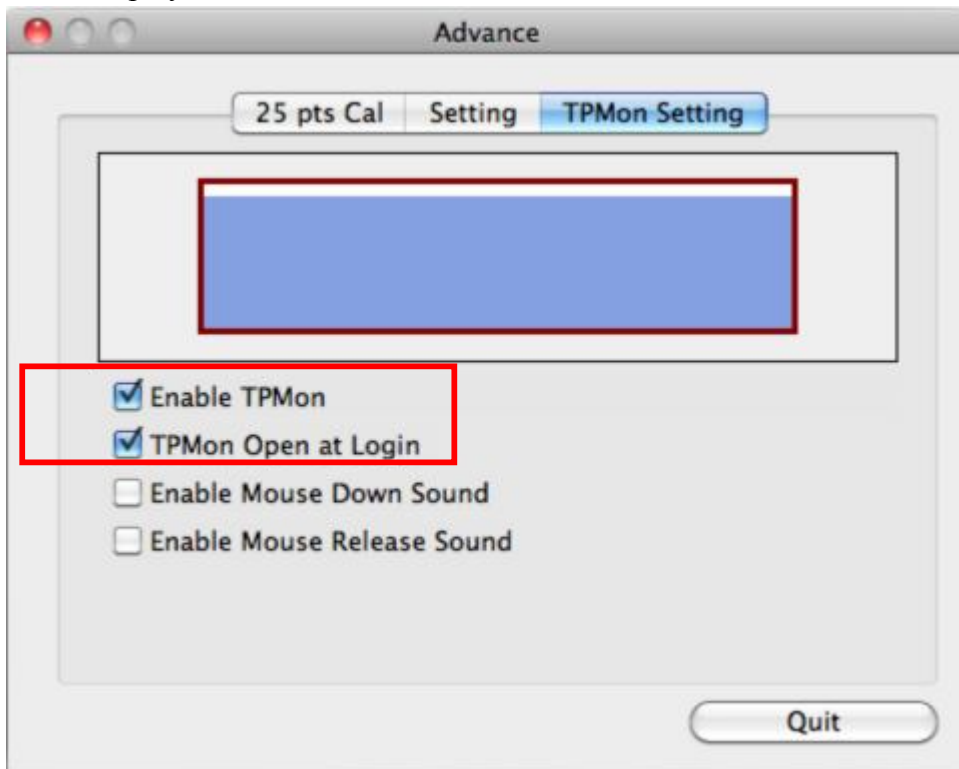 Advance
25 pts Cal Setting TPMon Setting
Enable TPMon
TPMon Open at Login
Enable Mouse Down Sound
Enable Mouse Release Sound
Quit